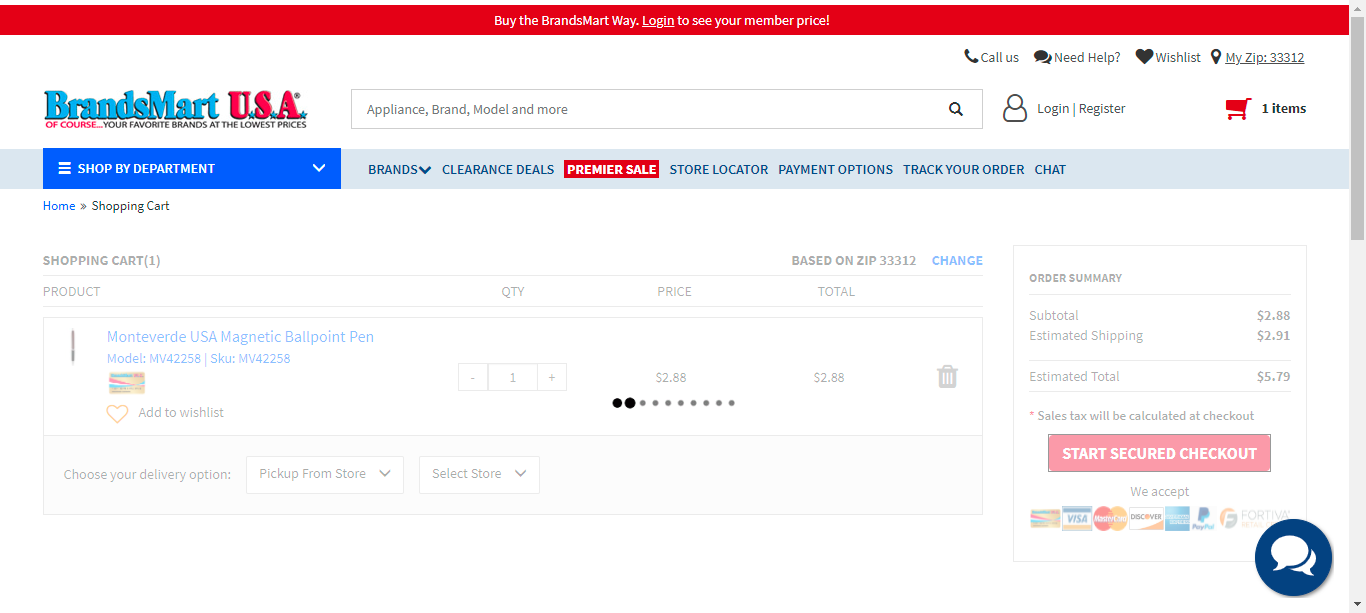 Buy the BrandsMart Way. Login to see your member price!
Call us Need Help? Wishlist My Zip: 33312
BrandsMart U.S.A.®
OF COURSE...YOUR FAVORITE BRANDS AT THE LOWEST PRICES
Appliance, Brand, Model and more
Login | Register
1 items
SHOP BY DEPARTMENT
BRANDS CLEARANCE DEALS PREMIER SALE STORE LOCATOR PAYMENT OPTIONS TRACK YOUR ORDER CHAT
Home » Shopping Cart
SHOPPING CART(1) BASED ON ZIP 33312 CHANGE
PRODUCT QTY PRICE TOTAL
Monteverde USA Magnetic Ballpoint Pen
Model: MV42258 | Sku: MV42258
- 1 + $2.88 $2.88
Add to wishlist
Choose your delivery option: Pickup From Store Select Store
ORDER SUMMARY
Subtotal $2.88
Estimated Shipping $2.91
Estimated Total $5.79
* Sales tax will be calculated at checkout
START SECURED CHECKOUT
We accept
VISA MasterCard DISCOVER PayPal FORTIVA